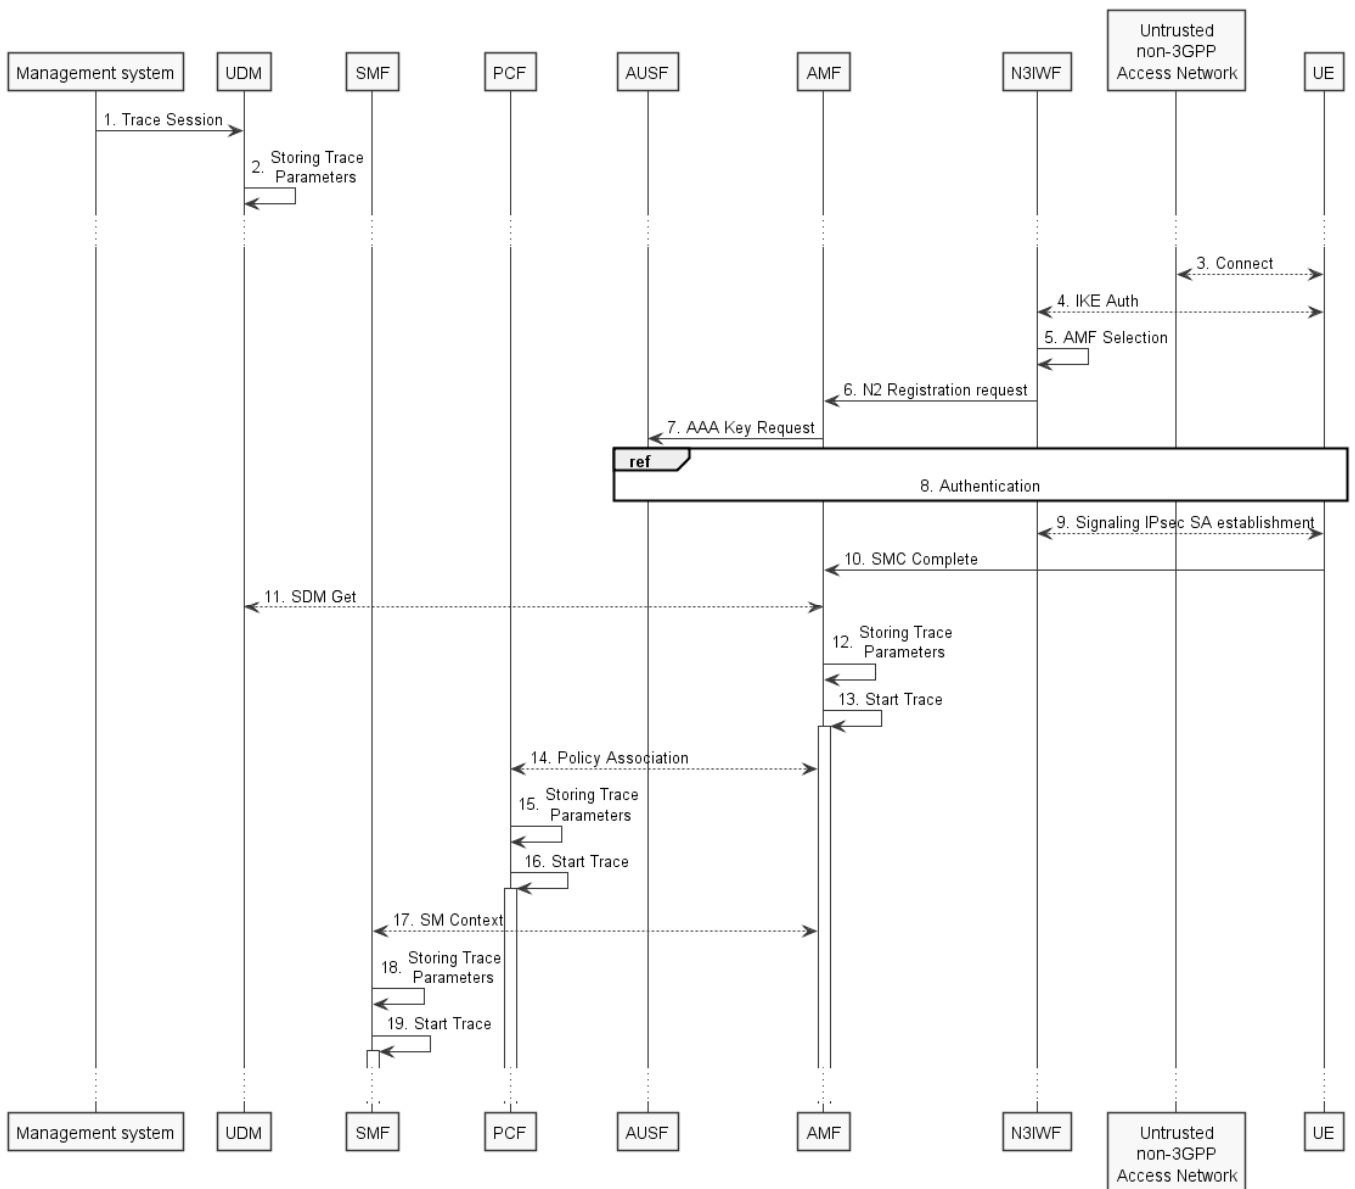 Untrusted
non-3GPP
Access Network
Management system
UDM
SMF
PCF
AUSF
AMF
N3IWF
UE
1. Trace Session
2. Storing Trace
Parameters
3. Connect
4. IKE Auth
5. AMF Selection
6. N2 Registration request
7. AAA Key Request
ref
8. Authentication
9. Signaling IPsec SA establishment
10. SMC Complete
11. SDM Get
12. Storing Trace
Parameters
13. Start Trace
14. Policy Association
15. Storing Trace
Parameters
16. Start Trace
17. SM Context
18. Storing Trace
Parameters
19. Start Trace
Management system
UDM
SMF
PCF
AUSF
AMF
N3IWF
Untrusted
non-3GPP
Access Network
UE